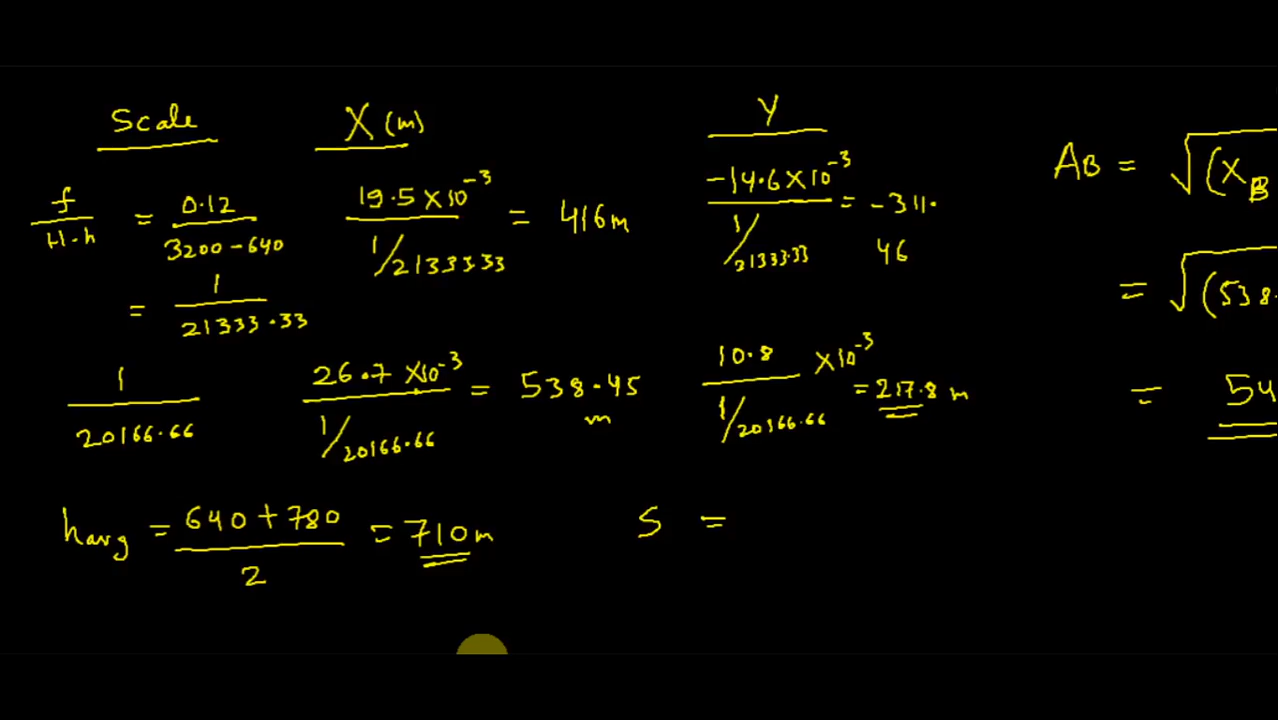 Scale X (m) Y
f/H-h = 0.12/3200-640 19.5×10^-3 / 1/21333.33 = 416m -14.6×10^-3 / 1/21333.33 = -311.46 AB = √(X_B
= 1/21333.33 = √(538.
1/20166.66 26.7×10^-3 / 1/20166.66 = 538.45 m 10.8 ×10^-3 / 1/20166.66 = 217.8 m = 54
havg = 640+780/2 = 710m S =